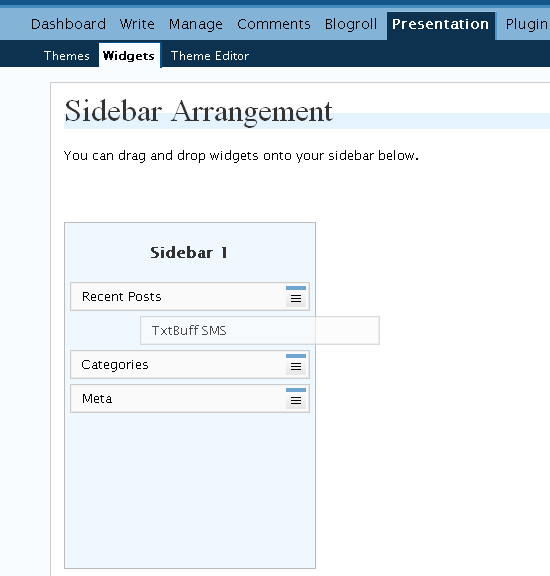 Dashboard Write Manage Comments Blogroll Presentation Plugin
Themes Widgets Theme Editor
Sidebar Arrangement
You can drag and drop widgets onto your sidebar below.
Sidebar 1
Recent Posts
TxtBuff SMS
Categories
Meta